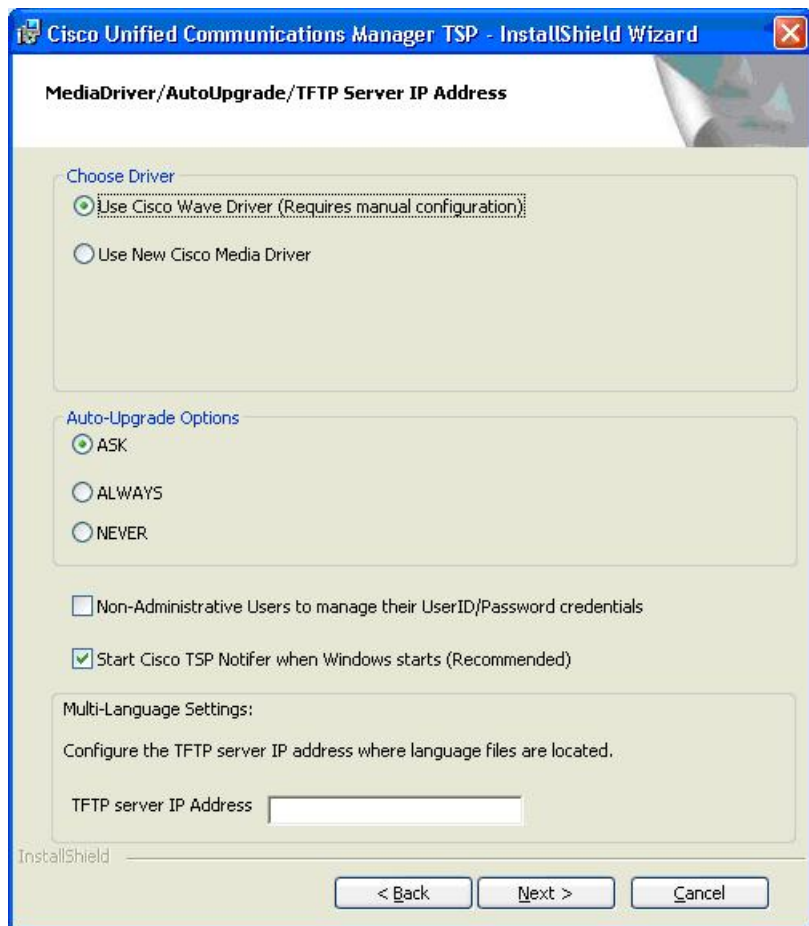 Cisco Unified Communications Manager TSP - InstallShield Wizard
MediaDriver/AutoUpgrade/TFTP Server IP Address
Choose Driver
Use Cisco Wave Driver (Requires manual configuration)
Use New Cisco Media Driver
Auto-Upgrade Options
ASK
ALWAYS
NEVER
Non-Administrative Users to manage their UserID/Password credentials
Start Cisco TSP Notifer when Windows starts (Recommended)
Multi-Language Settings:
Configure the TFTP server IP address where language files are located.
TFTP server IP Address
InstallShield
< Back Next > Cancel